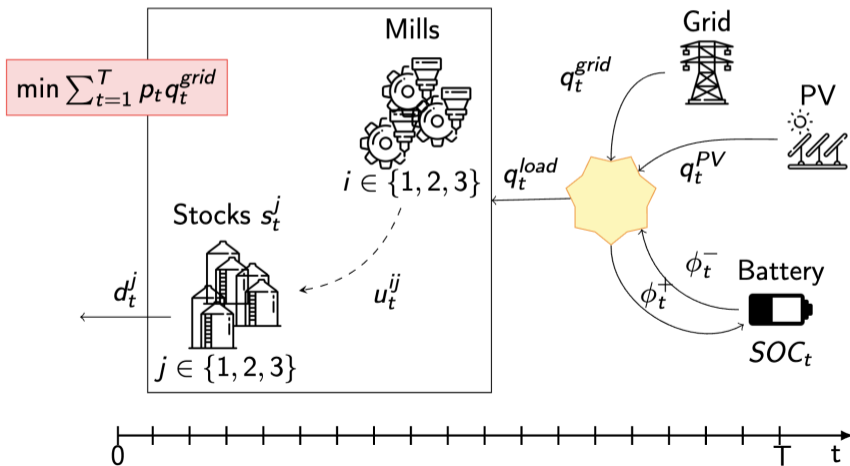 Mills
Grid
min ∑_{t=1}^{T} p_t q_t^{grid}
q_t^{grid}
PV
q_t^{load}
q_t^{PV}
i ∈ {1, 2, 3}
Stocks s_t^j
d_t^j
u_t^{ij}
ϕ_t^-
Battery
ϕ_t^+
SOC_t
j ∈ {1, 2, 3}
0
T
t